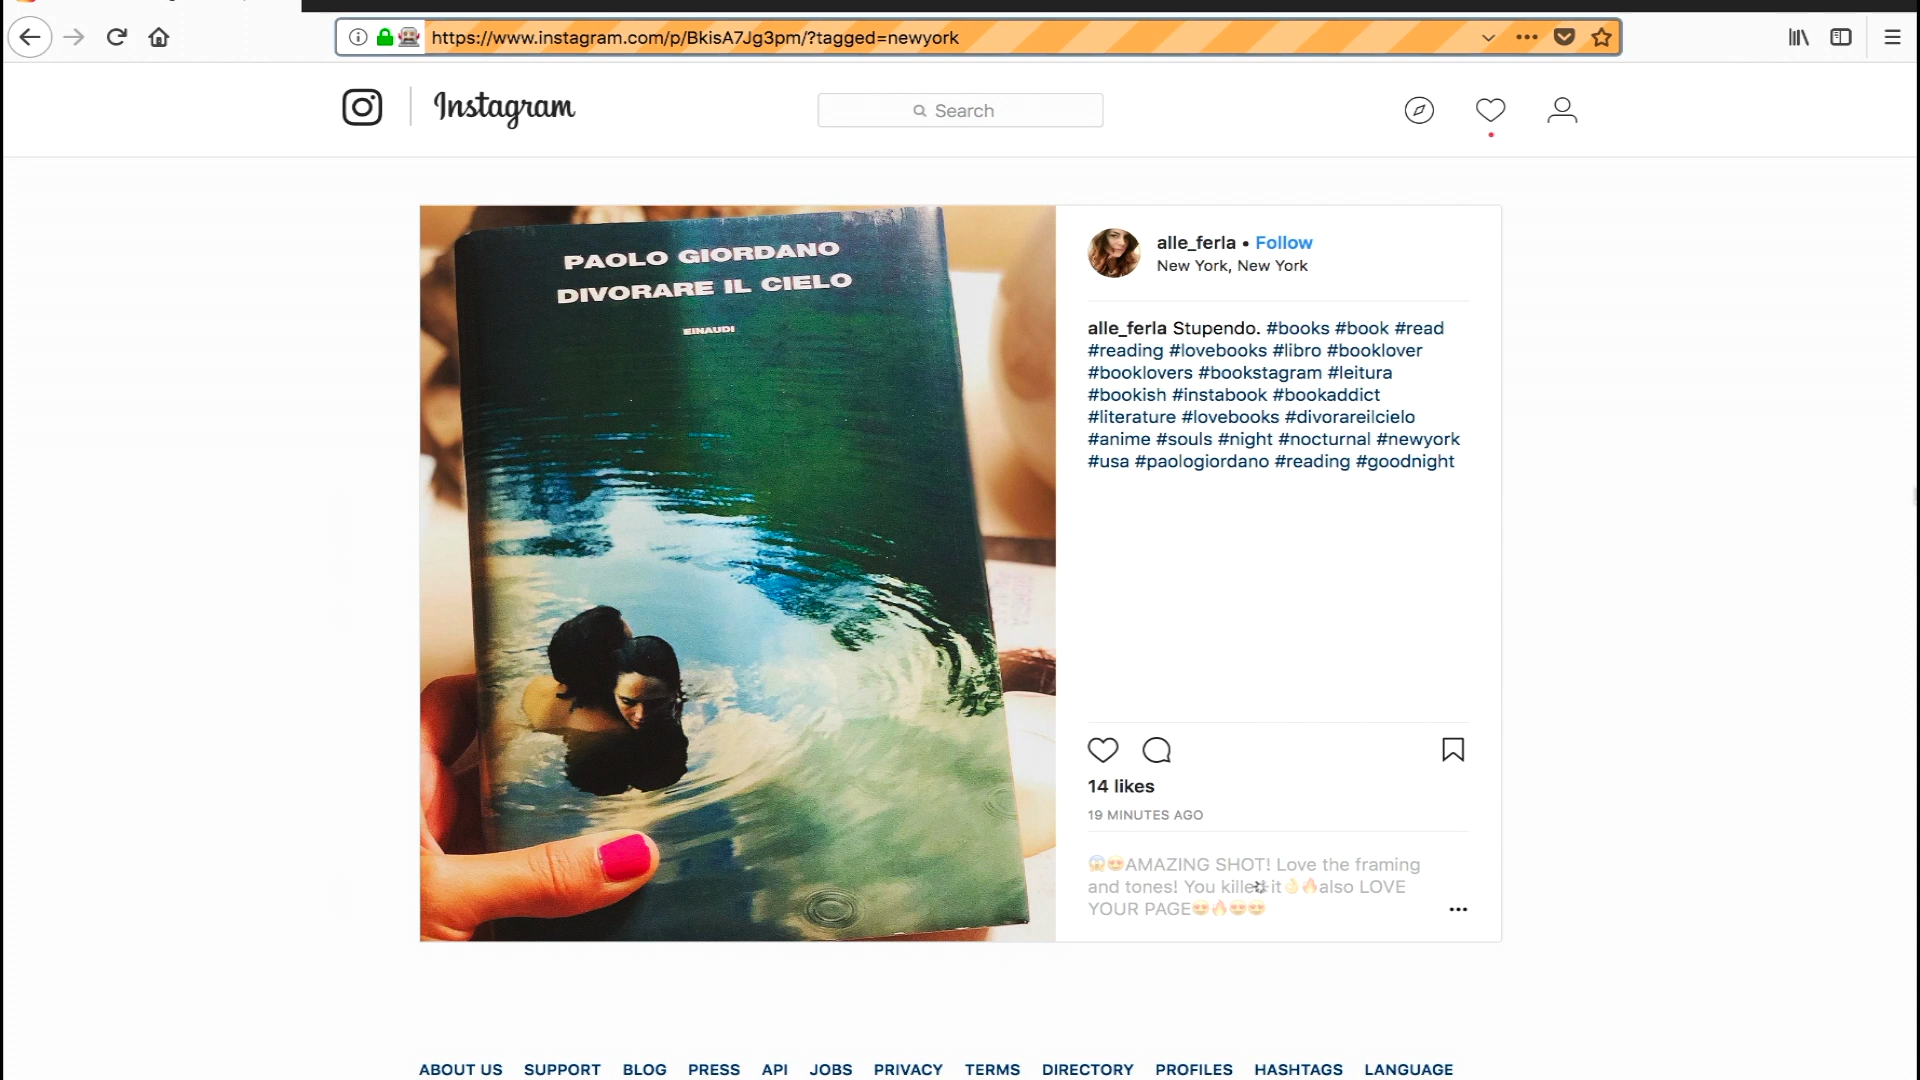 https://www.instagram.com/p/BkisA7Jg3pm/?tagged=newyork
Instagram
Search
PAOLO GIORDANO
DIVORARE IL CIELO
EINAUDI
alle_ferla • Follow
New York, New York
alle_ferla Stupendo. #books #book #read
#reading #lovebooks #libro #booklover
#booklovers #bookstagram #leitura
#bookish #instabook #bookaddict
#literature #lovebooks #divorareilcielo
#anime #souls #night #nocturnal #newyork
#usa #paologiordano #reading #goodnight
14 likes
19 MINUTES AGO
😱😍AMAZING SHOT! Love the framing
and tones! You killed it👌🔥also LOVE
YOUR PAGE😍🔥😍😍
ABOUT US SUPPORT BLOG PRESS API JOBS PRIVACY TERMS DIRECTORY PROFILES HASHTAGS LANGUAGE